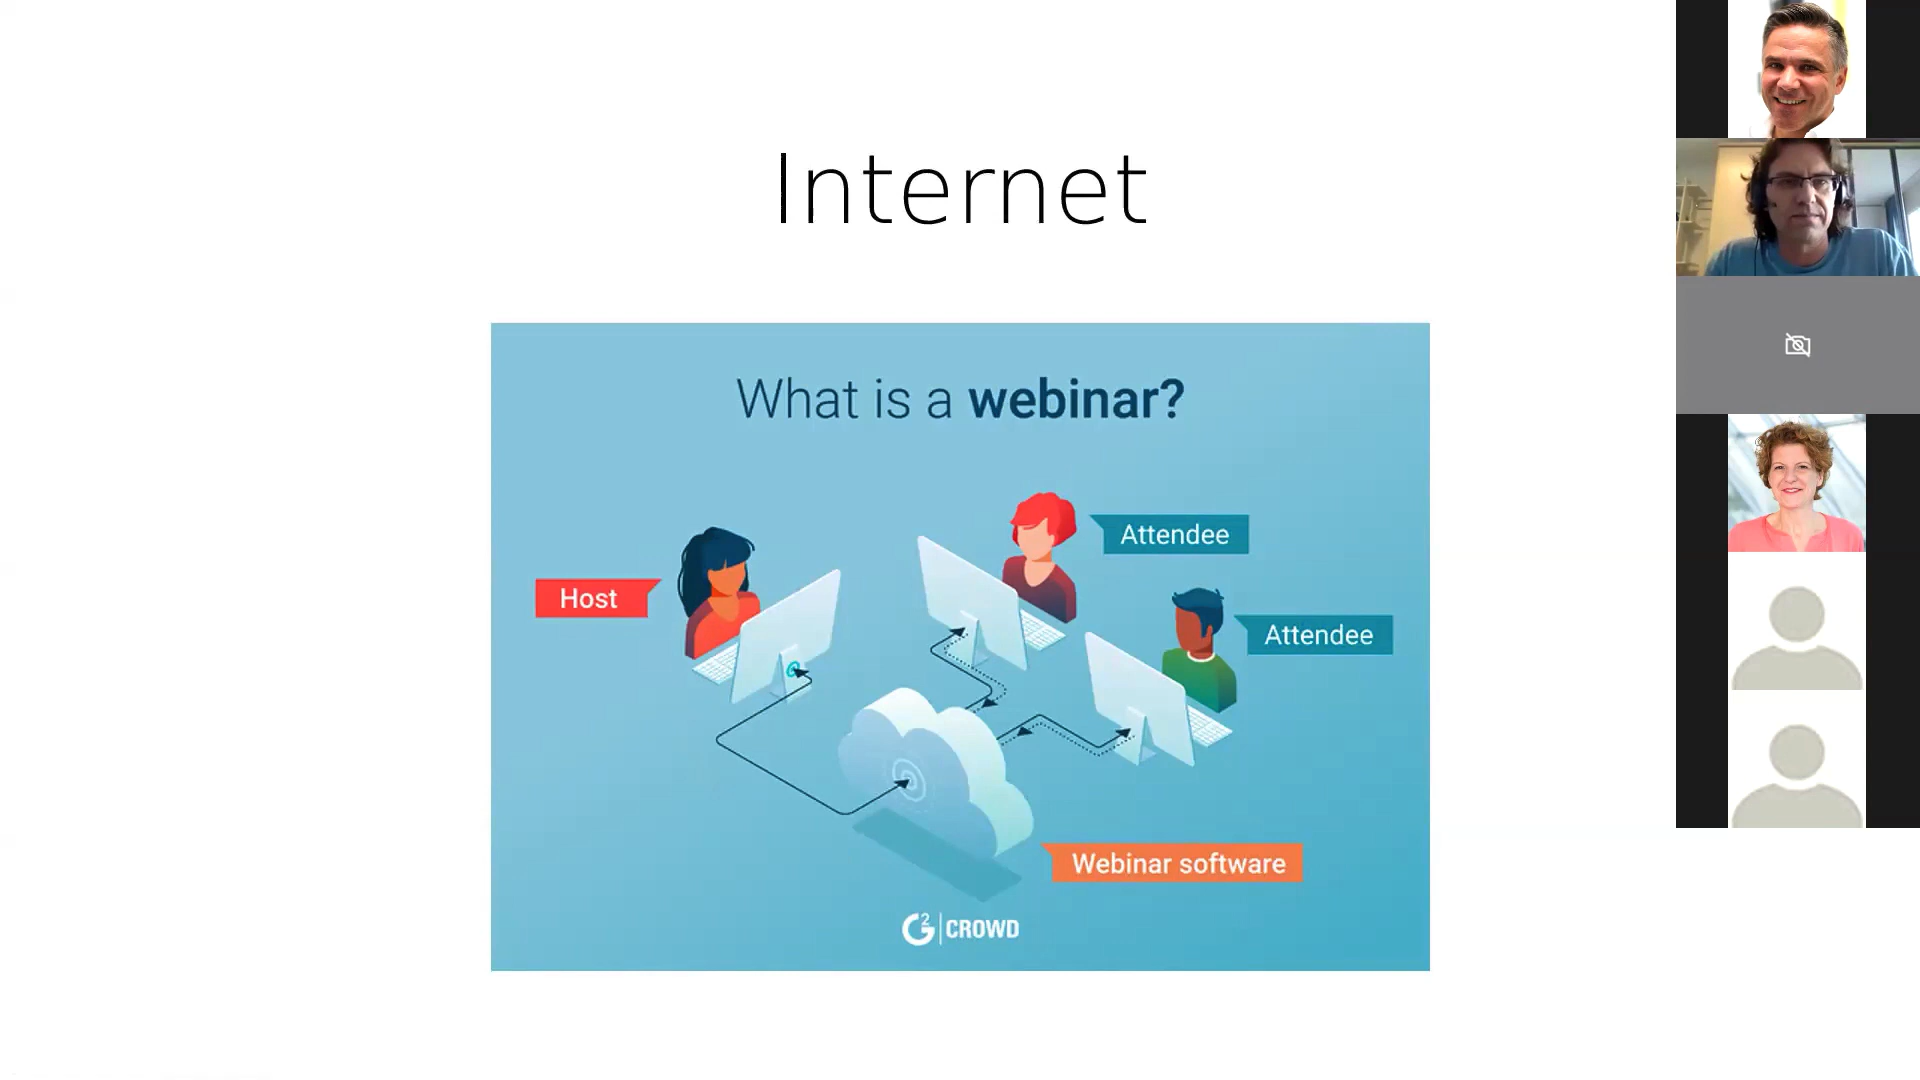 Internet
What is a webinar?
Attendee
Host
Attendee
Webinar software
G2 | CROWD